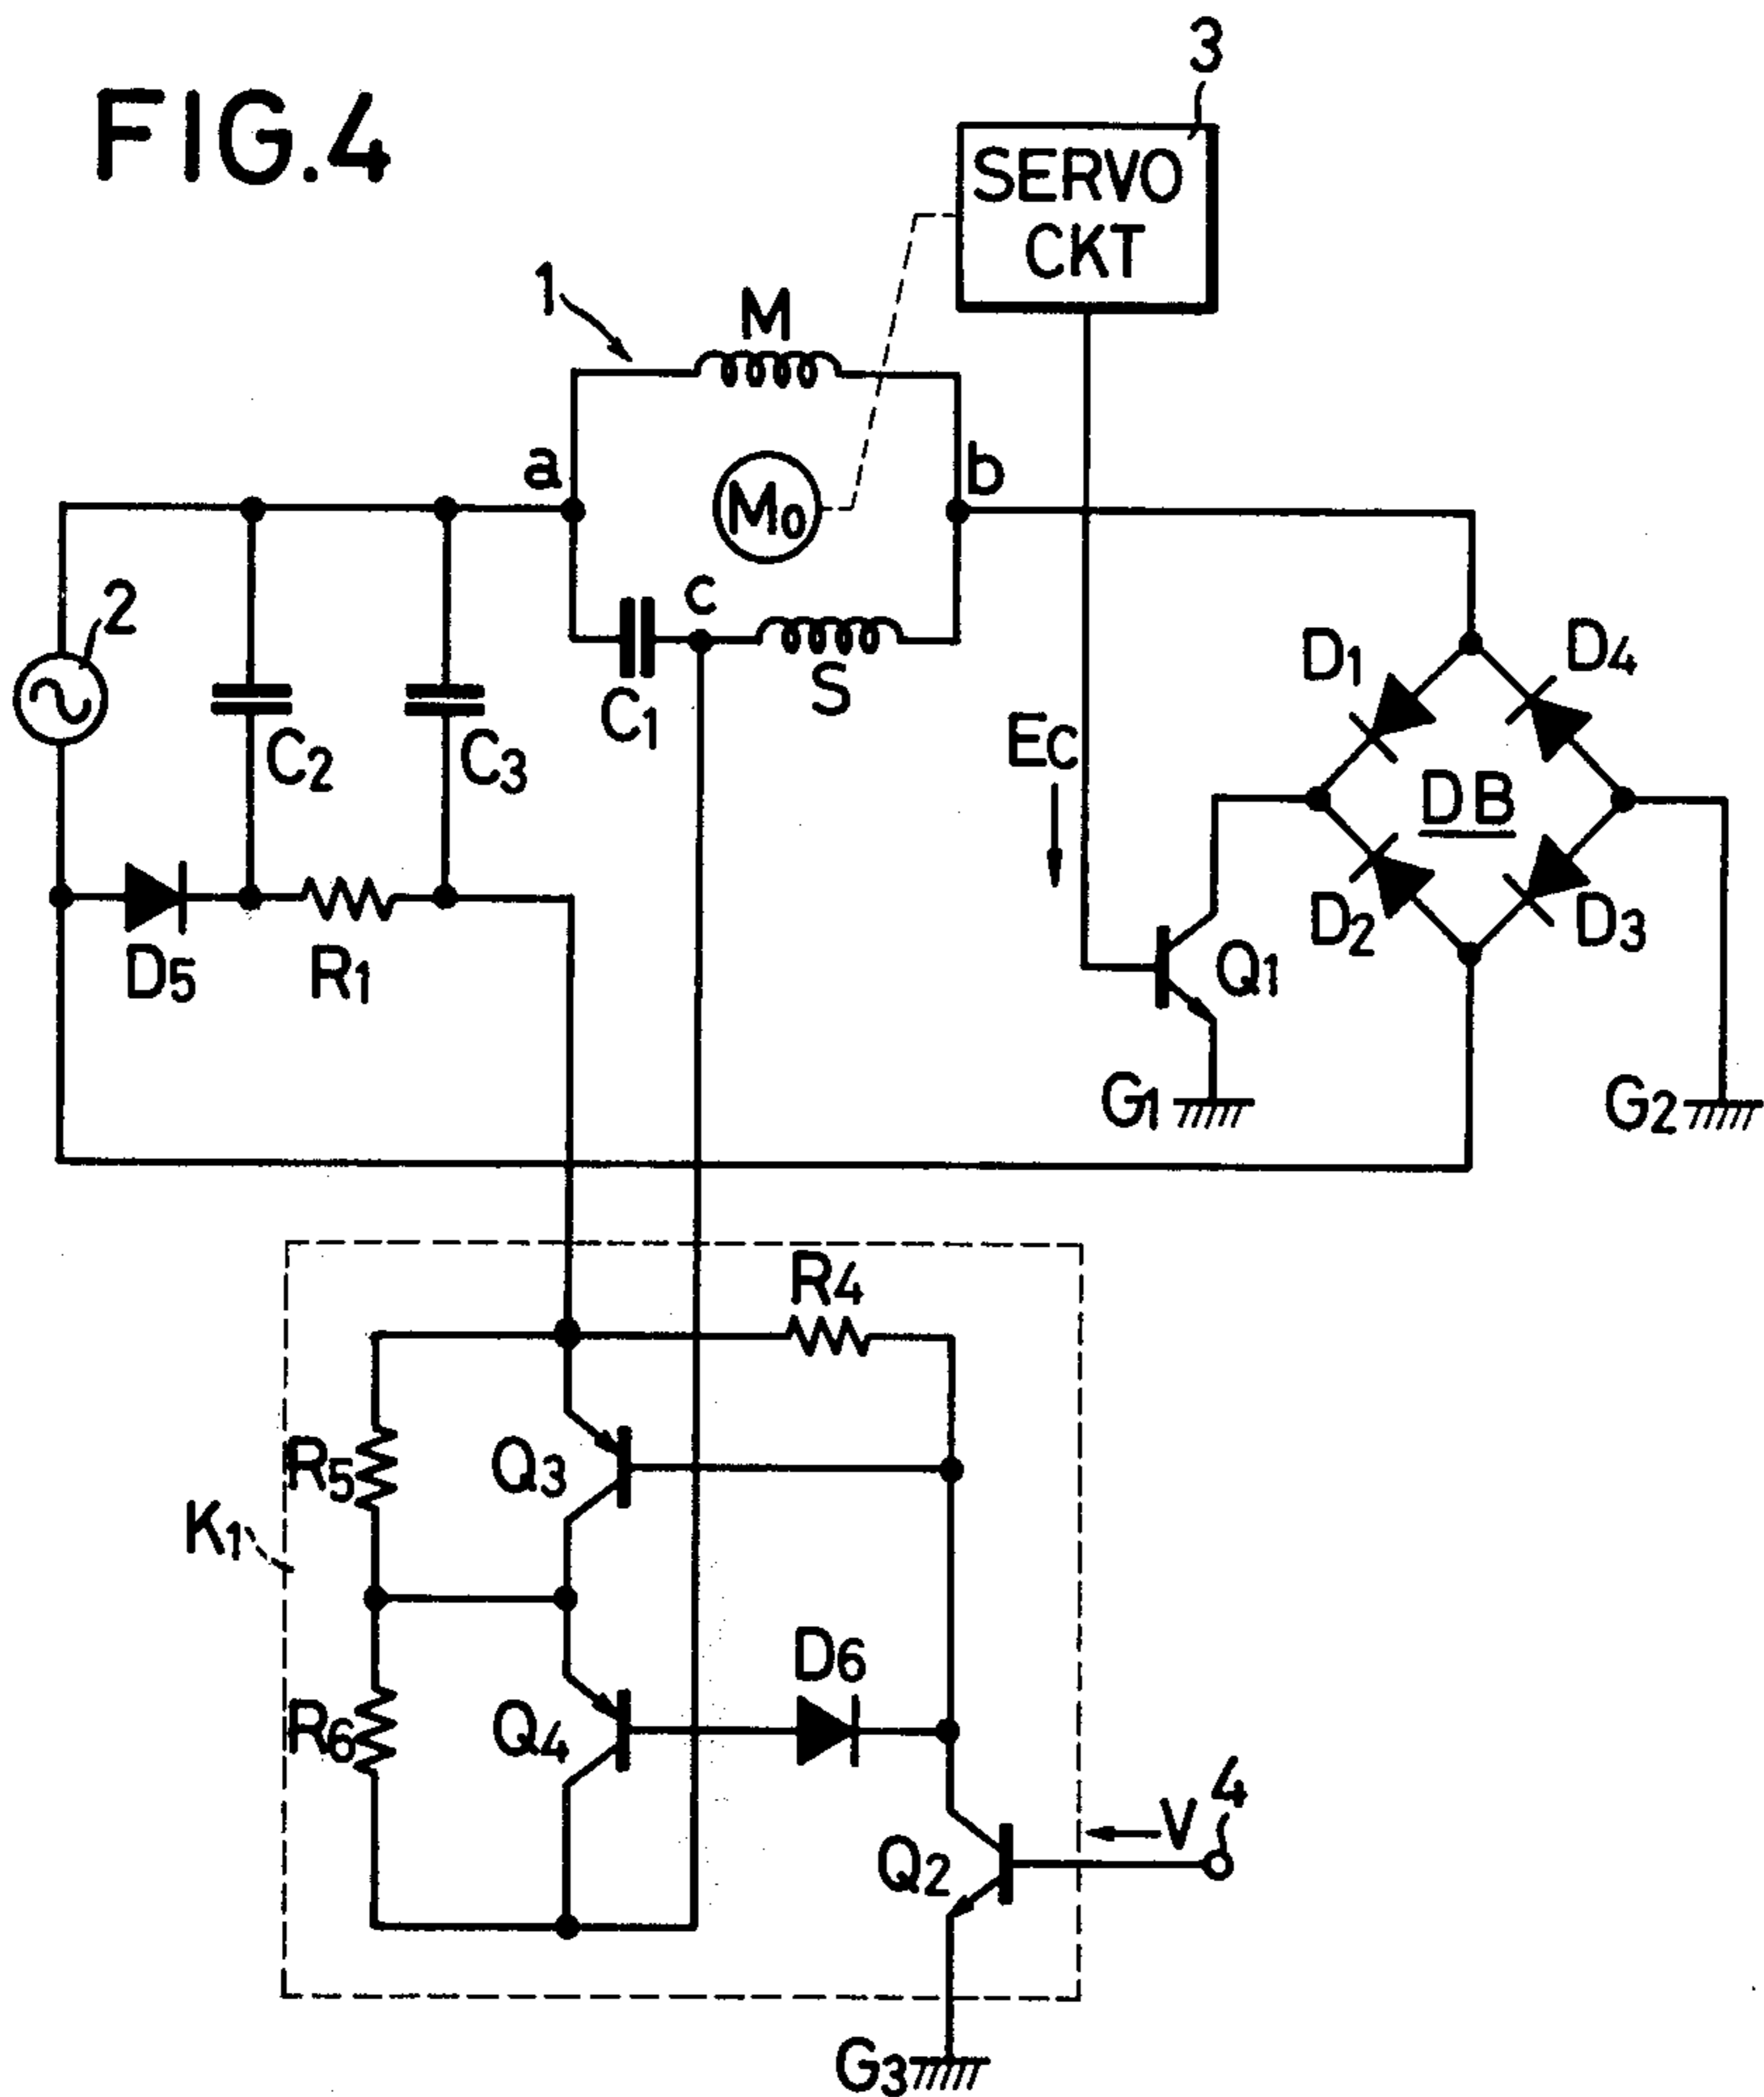 FIG.4
3
SERVO
CKT
1
M
a
b
M0
2
c
S
C1
C2
C3
D1
D4
EC
DB
D5
R1
D2
D3
Q1
G1
G2
R4
R5
Q3
K1
D6
R6
Q4
V
4
Q2
G3